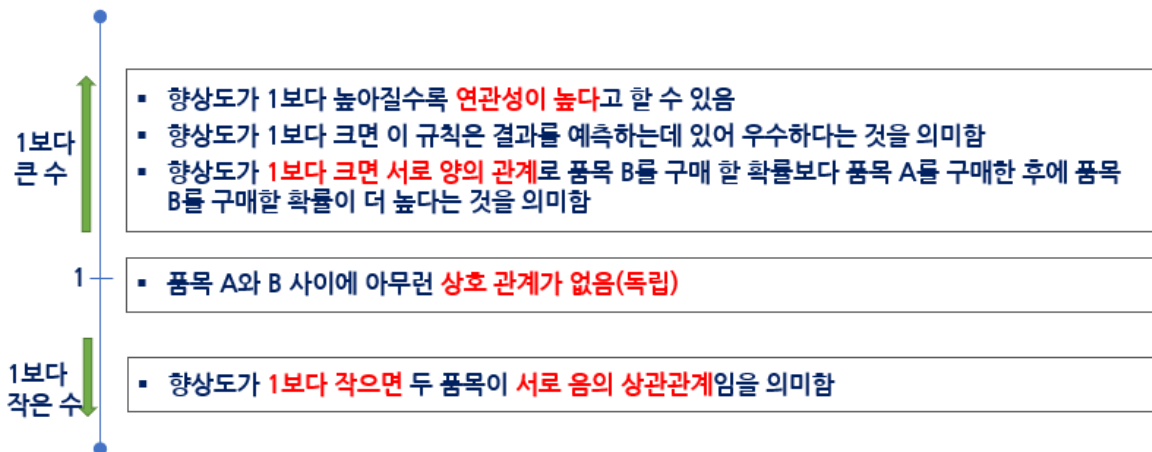 1보다
큰 수
▪ 향상도가 1보다 높아질수록 연관성이 높다고 할 수 있음
▪ 향상도가 1보다 크면 이 규칙은 결과를 예측하는데 있어 우수하다는 것을 의미함
▪ 향상도가 1보다 크면 서로 양의 관계로 품목 B를 구매 할 확률보다 품목 A를 구매한 후에 품목
B를 구매할 확률이 더 높다는 것을 의미함
1
▪ 품목 A와 B 사이에 아무런 상호 관계가 없음(독립)
1보다
작은 수
▪ 향상도가 1보다 작으면 두 품목이 서로 음의 상관관계임을 의미함